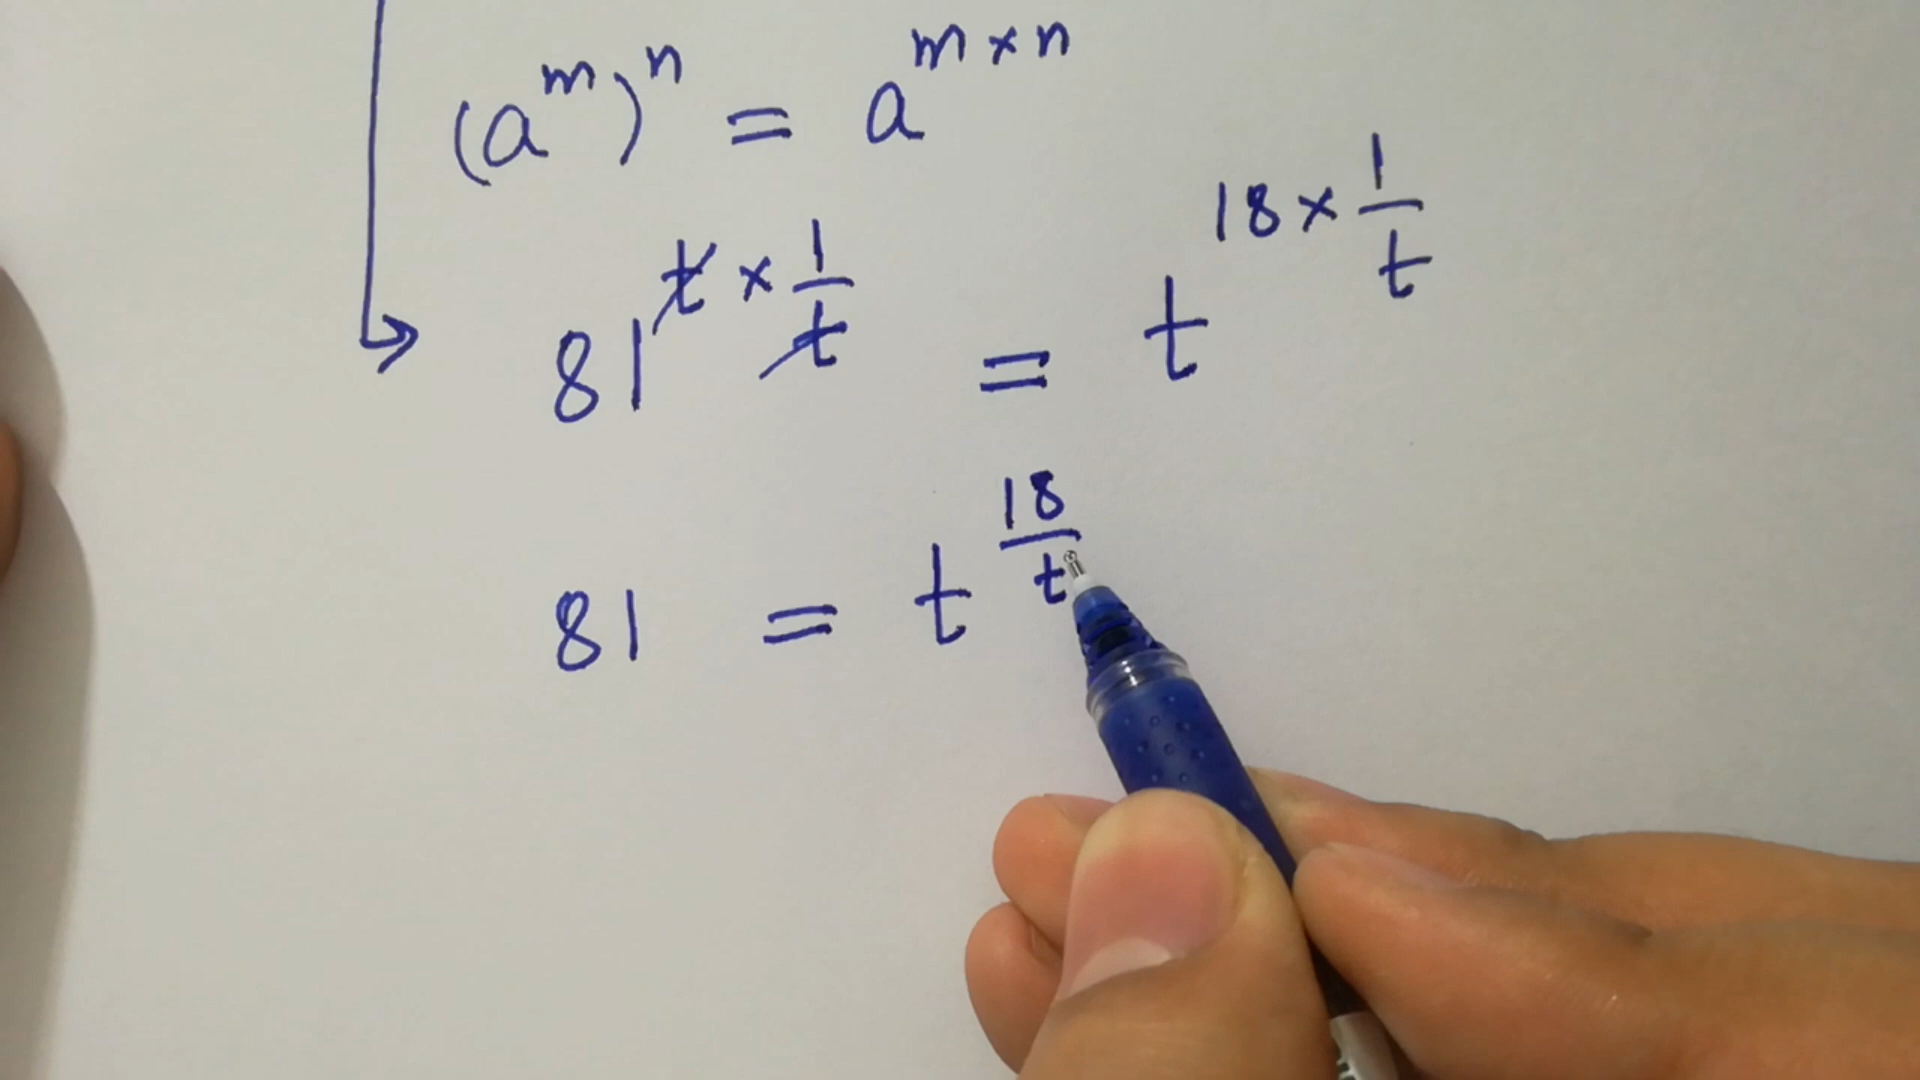 (a^m)^n = a^(m×n)
81^(t × 1/t) = t^(18 × 1/t)
81 = t^(18/t)